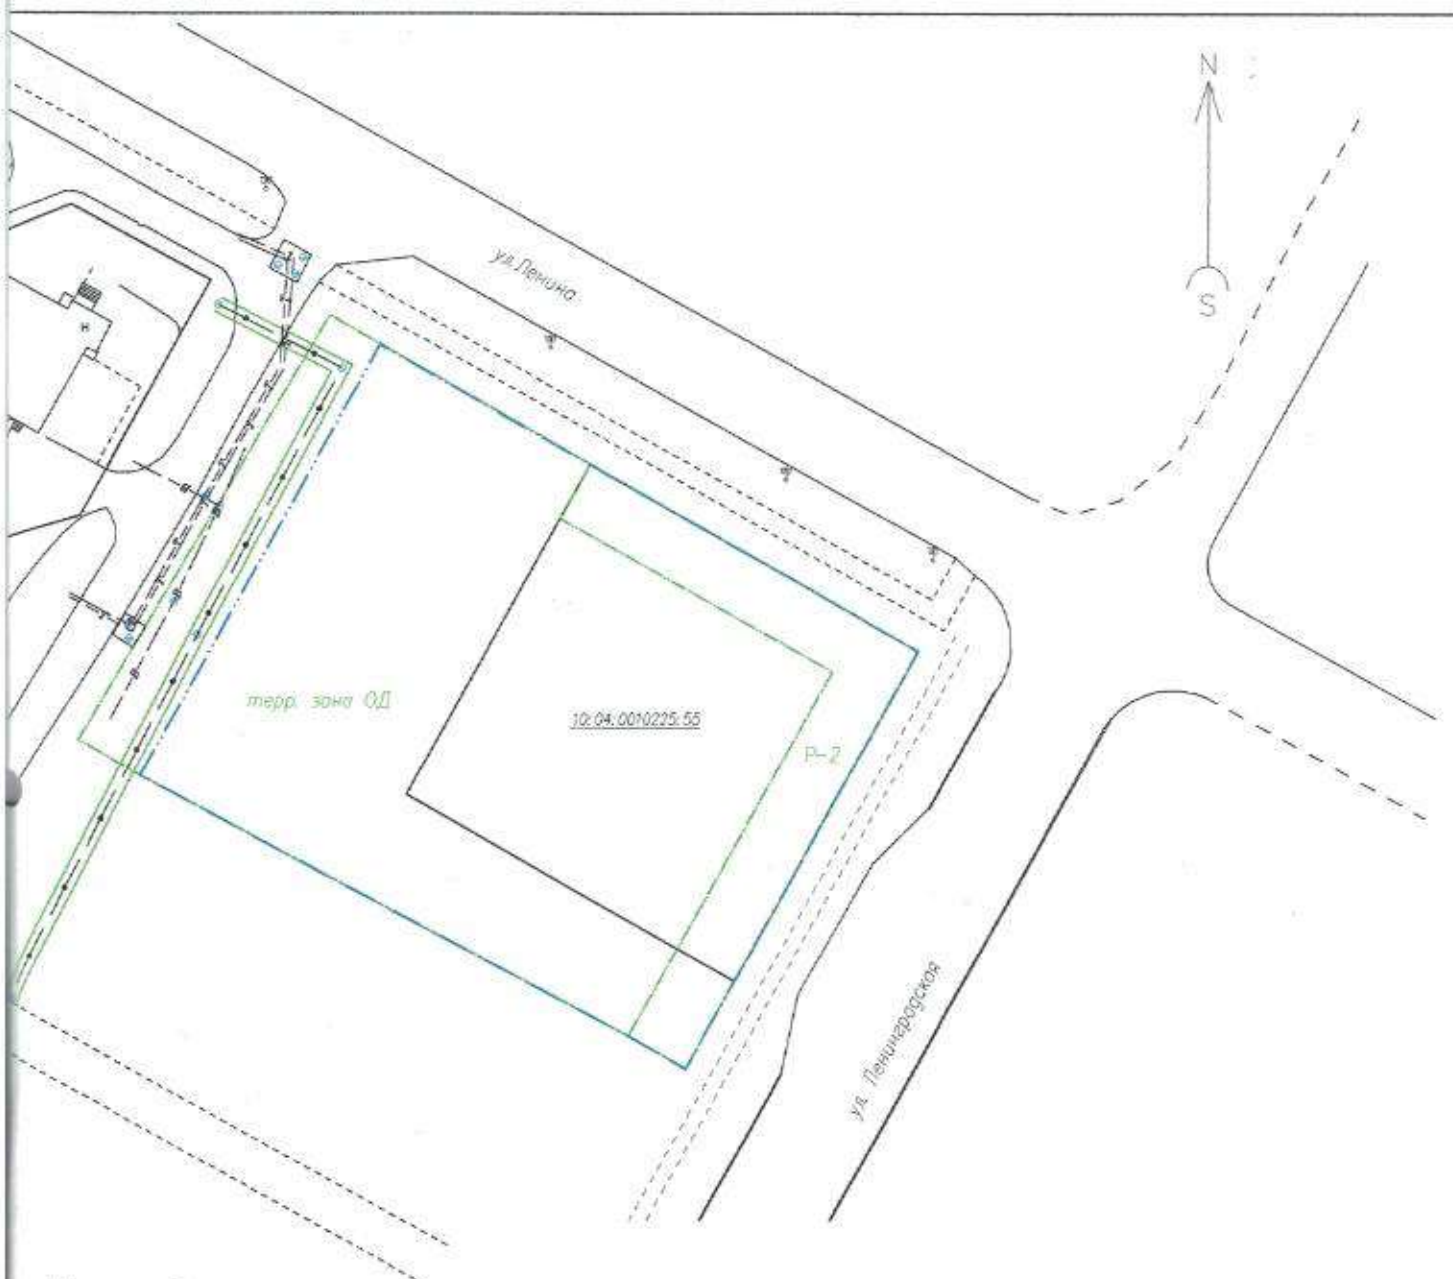 N
ул. Ленина
S
терр. зона ОД
10:04:0010225:55
Р-2
ул. Ленинградская